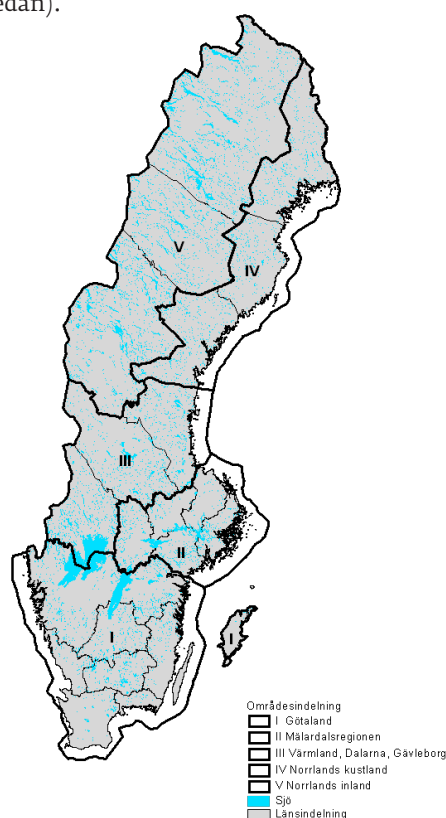 edan).
V
IV
III
II
I
I
Områdesindelning
I Götaland
II Mälardalsregionen
III Värmland, Dalarna, Gävleborg
IV Norrlands kustland
V Norrlands inland
Sjö
Länsindelning